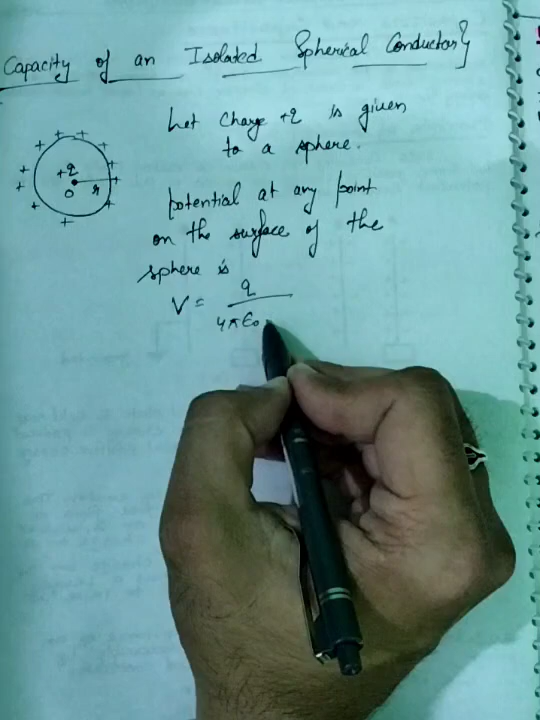 Capacity of an Isolated Spherical Conductor}
Let Charge +q is given
to a sphere.
potential at any point
on the surface of the
sphere is
V = q
4πε₀
+ + + + + + + + + + +
+q
O r